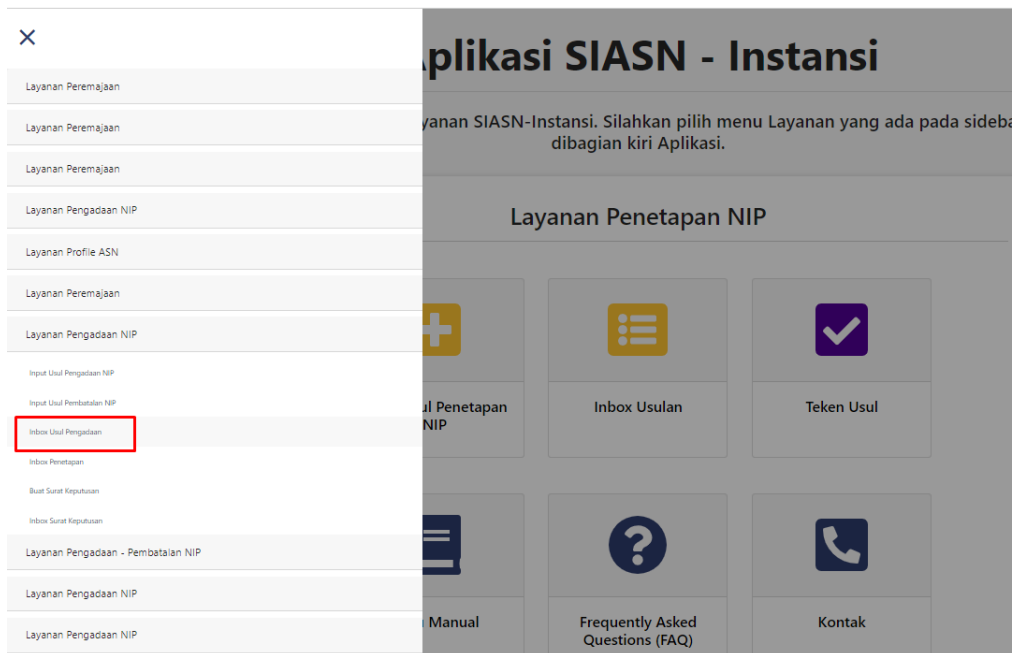 Layanan Peremajaan
Layanan Peremajaan
Layanan Peremajaan
Layanan Pengadaan NIP
Layanan Profile ASN
Layanan Peremajaan
Layanan Pengadaan NIP
Input Usul Pengadaan NIP
Input Usul Pembatalan NIP
Inbox Usul Pengadaan
Inbox Penetapan
Buat Surat Keputusan
Inbox Surat Keputusan
Layanan Pengadaan - Pembatalan NIP
Layanan Pengadaan NIP
Layanan Pengadaan NIP
plikasi SIASN - Instansi
yanan SIASN-Instansi. Silahkan pilih menu Layanan yang ada pada sideba
dibagian kiri Aplikasi.
Layanan Penetapan NIP
ul Penetapan
NIP
Inbox Usulan
Teken Usul
Manual
Frequently Asked
Questions (FAQ)
Kontak